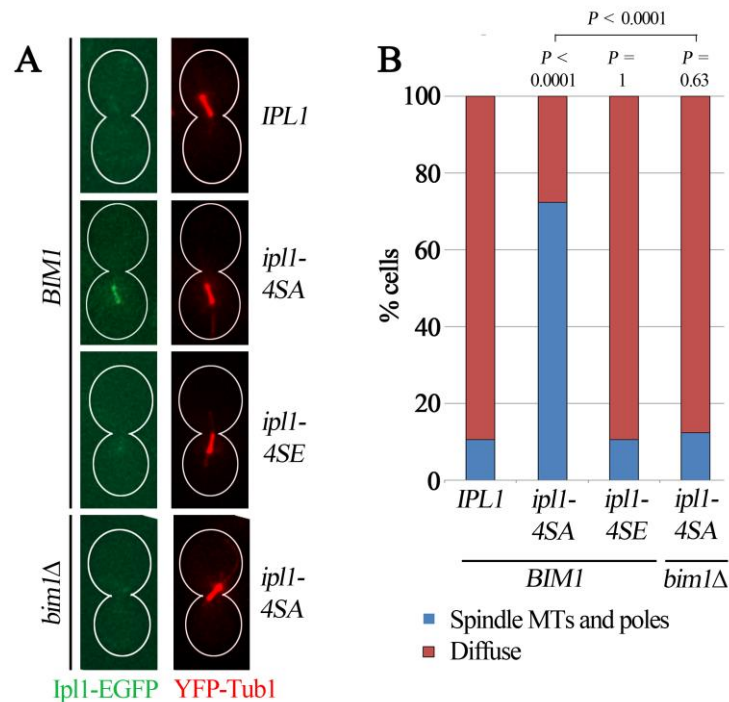 A
BIM1
bim1Δ
IPL1
ipl1-
4SA
ipl1-
4SE
ipl1-
4SA
Ipl1-EGFP YFP-Tub1
B
P < 0.0001
P < P = P =
0.0001 1 0.63
% cells
100
80
60
40
20
0
IPL1 ipl1- ipl1- ipl1-
4SA 4SE 4SA
BIM1 bim1Δ
Spindle MTs and poles
Diffuse